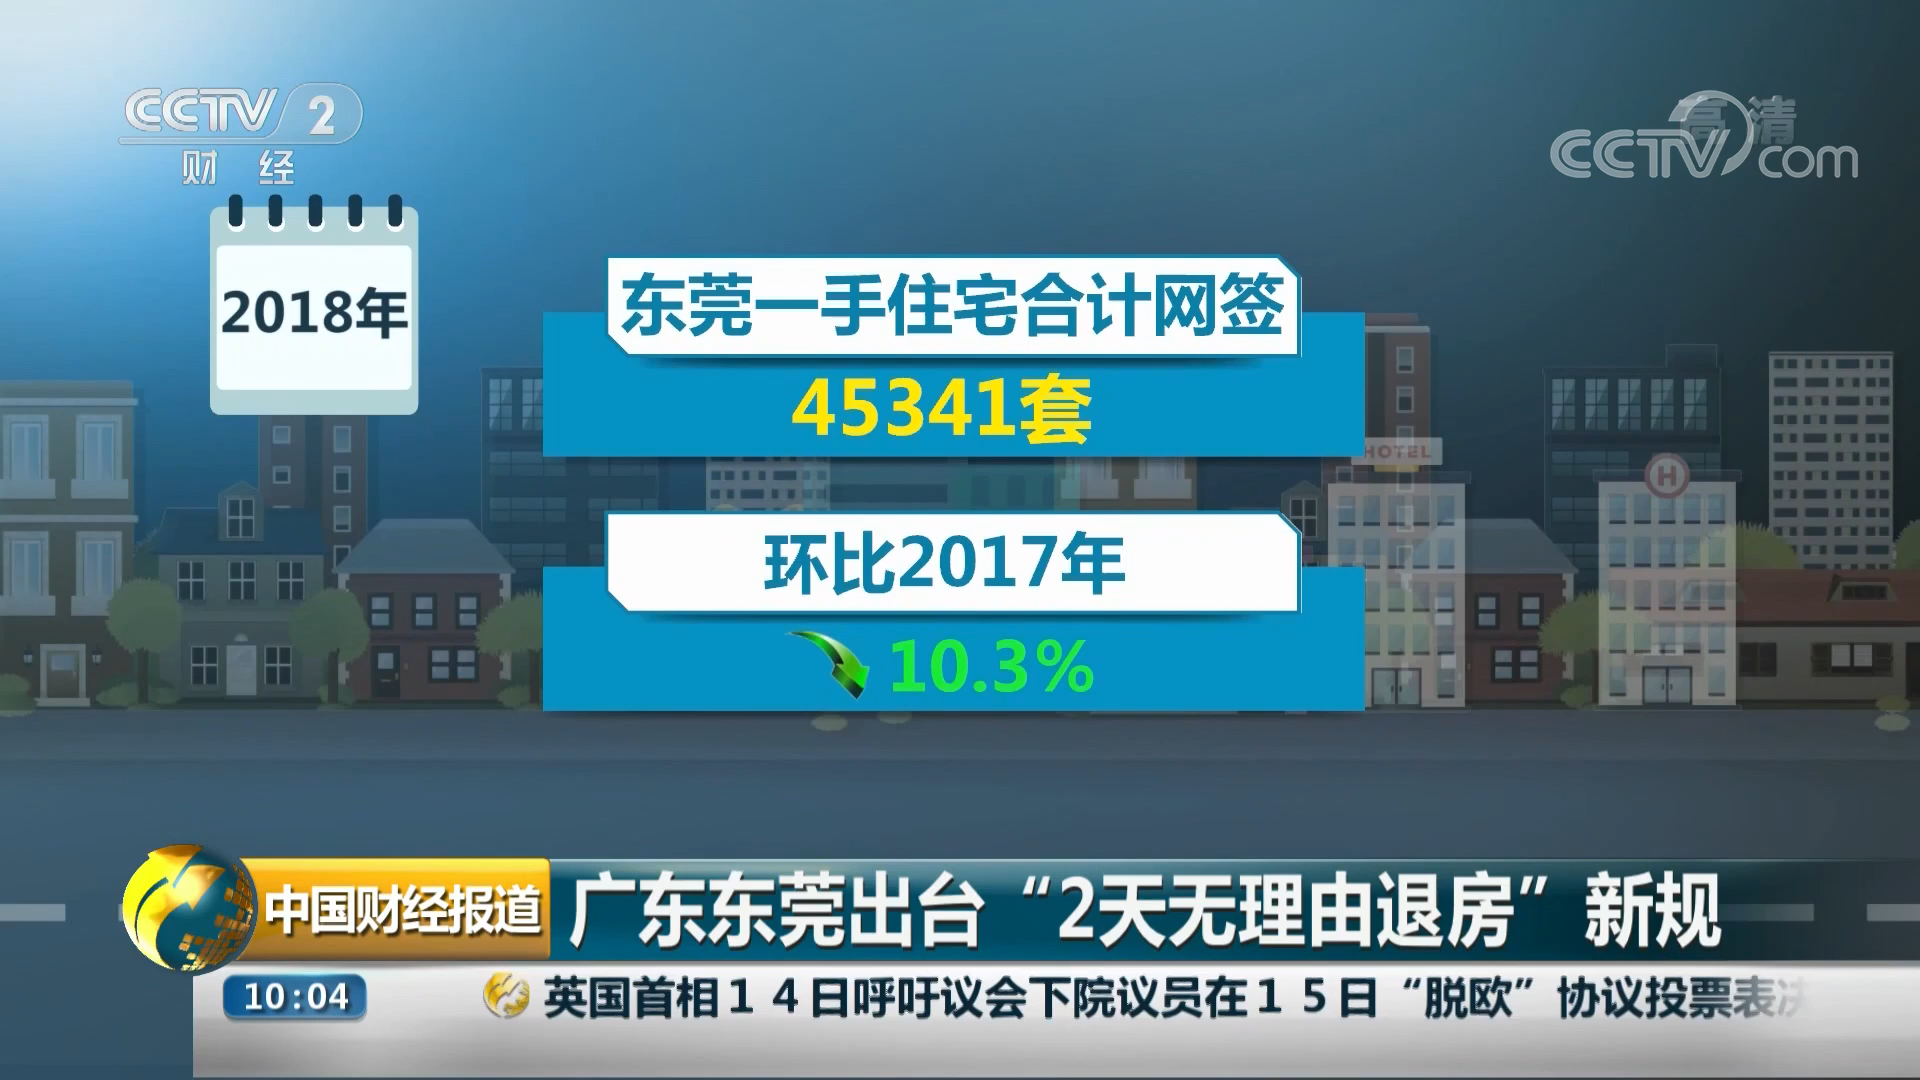 CCTV 2
财 经
高清
CCTV com
2018年
东莞一手住宅合计网签
45341套
环比2017年
10.3%
HOTEL
H
中国财经报道
广东东莞出台“2天无理由退房”新规
10:04
英国首相14日呼吁议会下院议员在15日“脱欧”协议投票表决